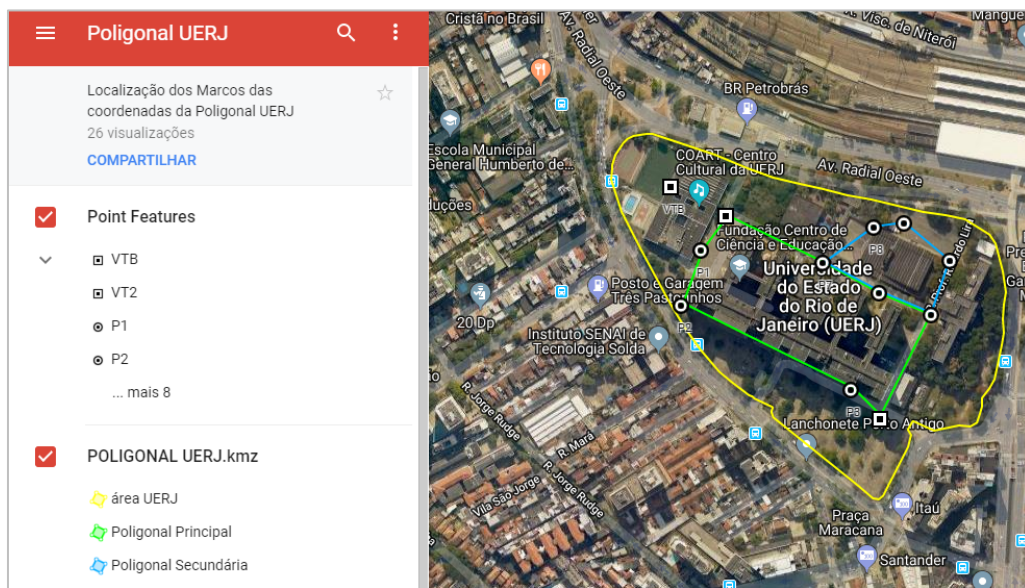 Poligonal UERJ
Localização dos Marcos das
coordenadas da Poligonal UERJ
26 visualizações
COMPARTILHAR
Point Features
VTB
VT2
P1
P2
... mais 8
POLIGONAL UERJ.kmz
área UERJ
Poligonal Principal
Poligonal Secundária
Cristã no Brasil
Av. Radial Oeste
R. Visc. de Niterói
Mangue
BR Petrobrás
Escola Municipal
General Humberto de...
COART - Centro
Cultural da UERJ
Av. Radial Oeste
VTB
duções
Fundação Centro de
Ciência e Educação...
P8
P1
Universidade
do Estado
do Rio de
Janeiro (UERJ)
Posto e Garagem
Três Pastorinhos
20 Dp
P2
Instituto SENAI de
Tecnologia Solda
R. Jorge Rudge
P3
Lanchonete Porto Antigo
R. Mará
R. Jorge Rudge
Vila São Jorge
Praça
Maracana
Itaú
Santander